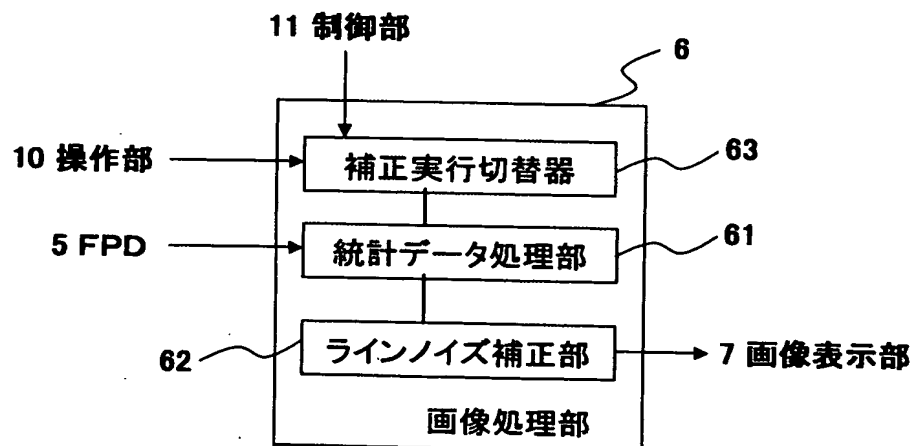 11 制御部
6
10 操作部
補正実行切替器
63
5 FPD
統計データ処理部
61
62
ラインノイズ補正部
7 画像表示部
画像処理部